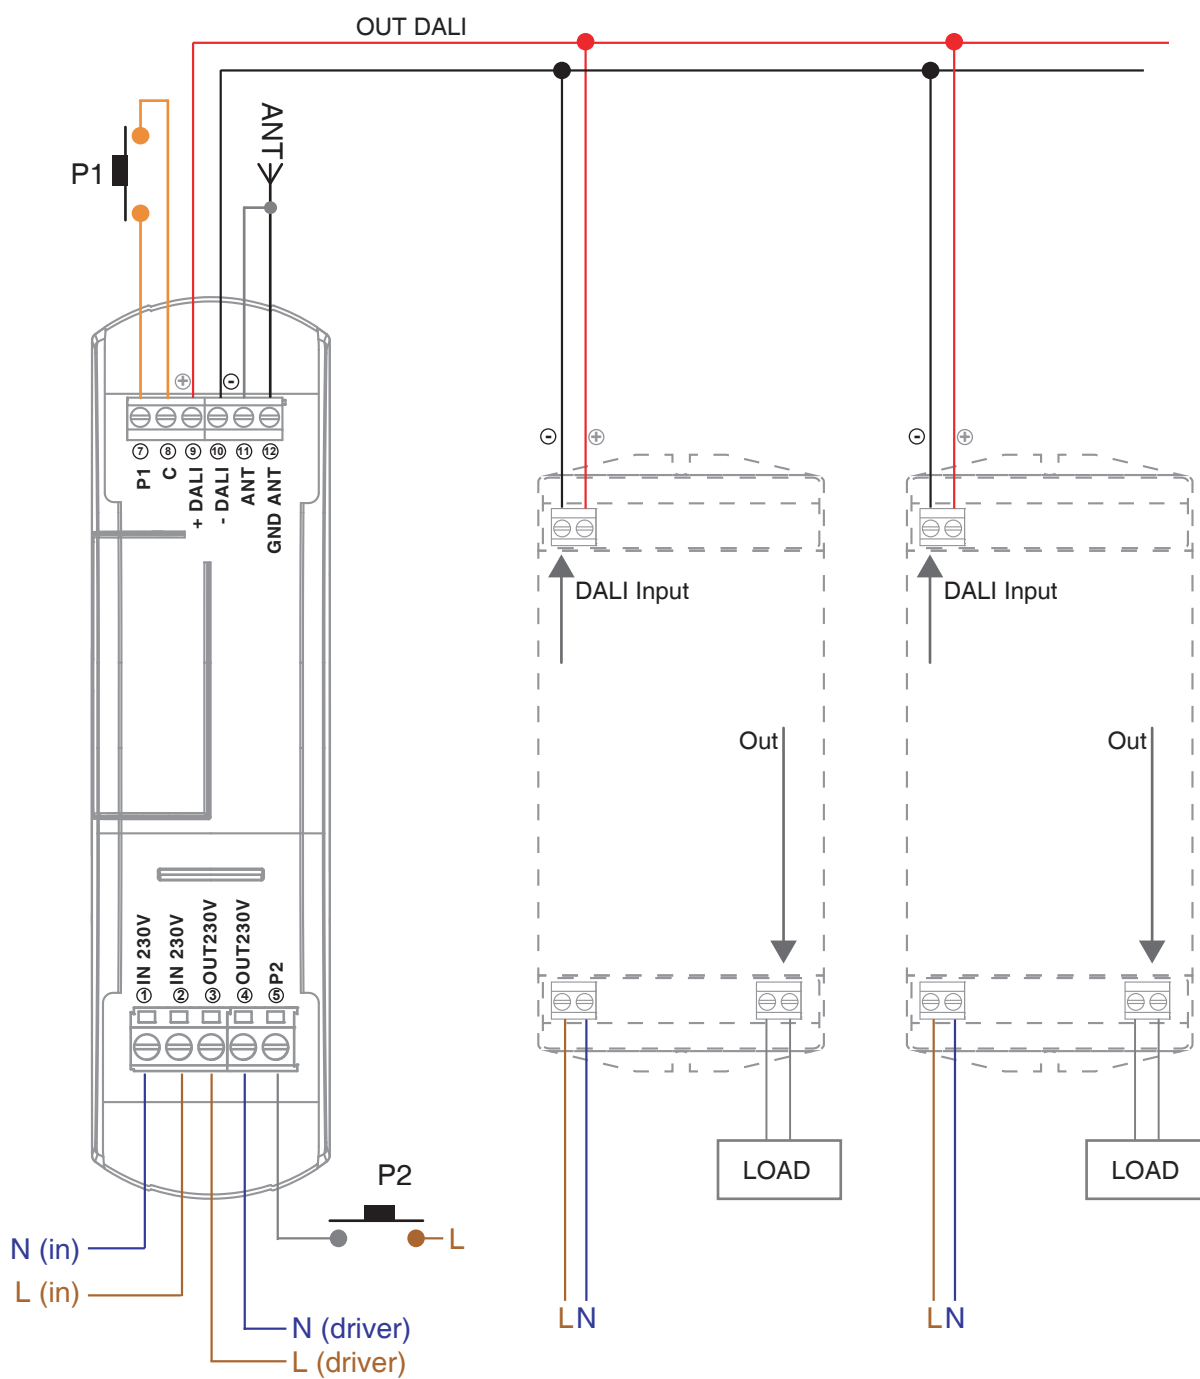 OUT DALI
ANT
P1
⊕ ⊖
⊖ ⊕
⊖ ⊕
7 8 9 10 11 12
P1
C
+ DALI
- DALI
ANT
GND ANT
DALI Input
DALI Input
Out
Out
IN 230V
IN 230V
OUT230V
OUT230V
P2
1 2 3 4 5
P2
LOAD
LOAD
N (in)
L
L (in)
L N
L N
N (driver)
L (driver)